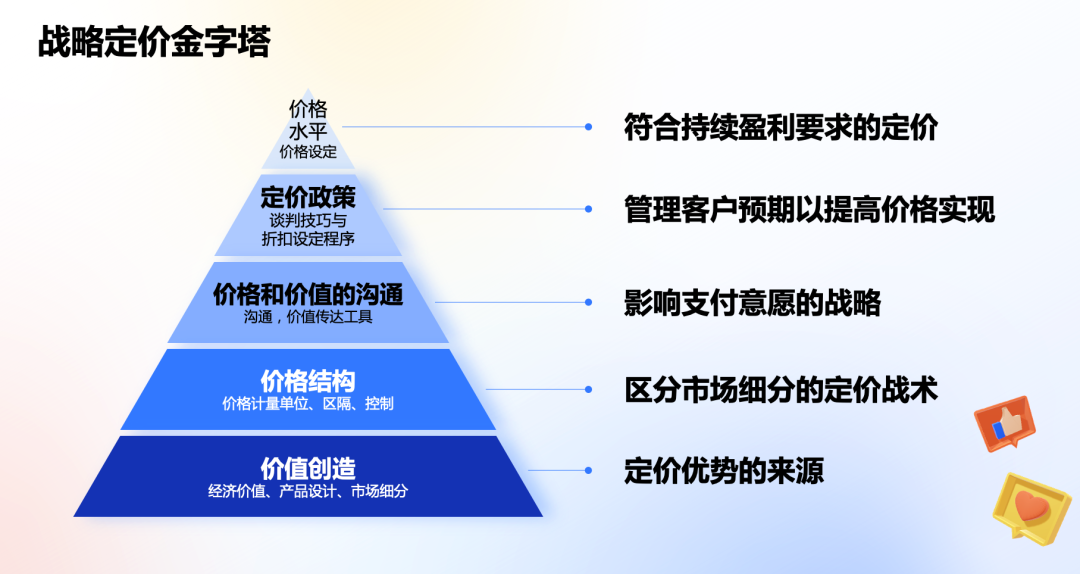 战略定价金字塔
价格
水平
价格设定
符合持续盈利要求的定价
定价政策
谈判技巧与
折扣设定程序
管理客户预期以提高价格实现
价格和价值的沟通
沟通，价值传达工具
影响支付意愿的战略
价格结构
价格计量单位、区隔、控制
区分市场细分的定价战术
价值创造
经济价值、产品设计、市场细分
定价优势的来源